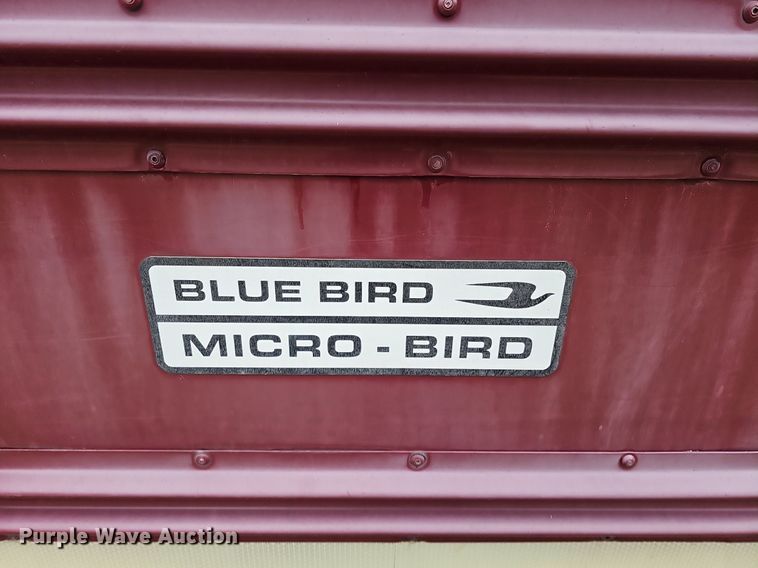 BLUE BIRD
MICRO - BIRD
Purple Wave Auction